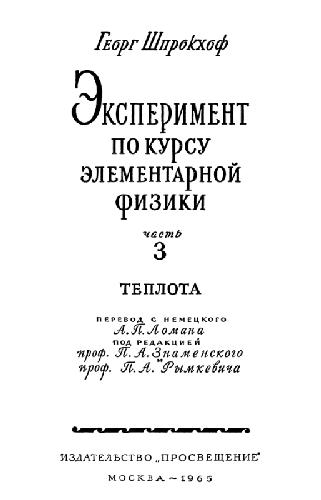 Георг Шпрокхоф
Эксперимент
по курсу
элементарной
физики
часть
3
ТЕПЛОТА
ПЕРЕВОД С НЕМЕЦКОГО
А. П. Ломана
ПОД РЕДАКЦИЕЙ
проф. П. А. Знаменского
и
проф. П. А. Рымкевича
ИЗДАТЕЛЬСТВО „ПРОСВЕЩЕНИЕ"
МОСКВА — 1965